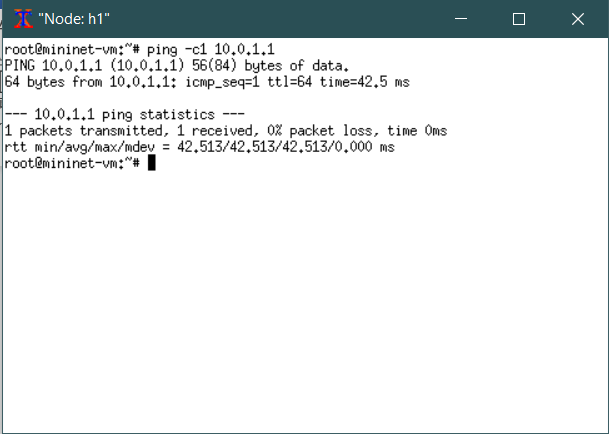 "Node: h1"
root@mininet-vm:~# ping -c1 10.0.1.1
PING 10.0.1.1 (10.0.1.1) 56(84) bytes of data.
64 bytes from 10.0.1.1: icmp_seq=1 ttl=64 time=42.5 ms

--- 10.0.1.1 ping statistics ---
1 packets transmitted, 1 received, 0% packet loss, time 0ms
rtt min/avg/max/mdev = 42.513/42.513/42.513/0.000 ms
root@mininet-vm:~#